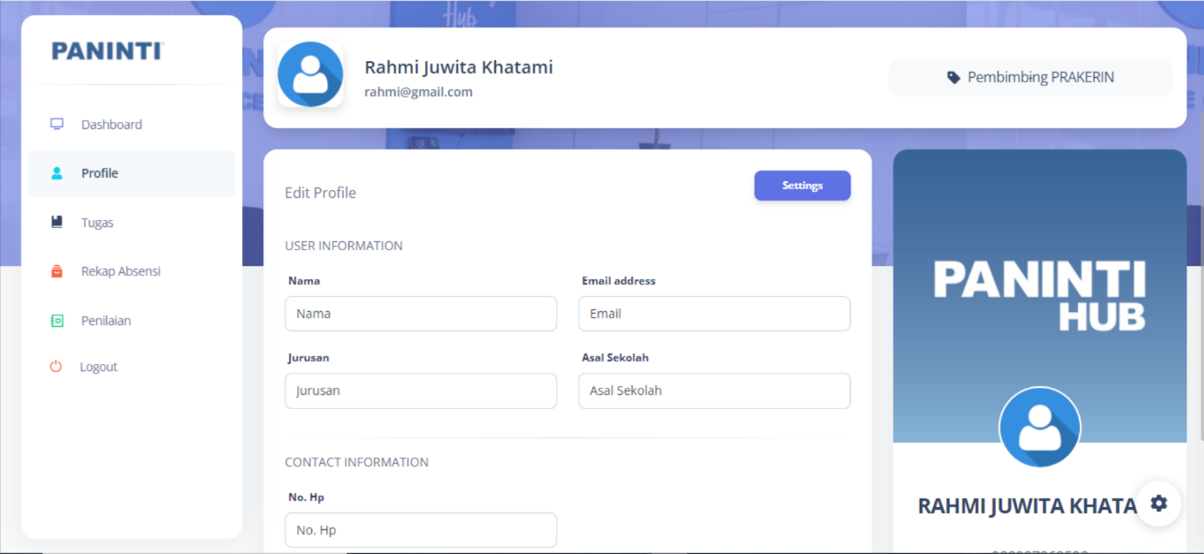 Hub
PANINTI
Dashboard
Profile
Tugas
Rekap Absensi
Penilaian
Logout
Rahmi Juwita Khatami
rahmi@gmail.com
Pembimbing PRAKERIN
Edit Profile
Settings
USER INFORMATION
Nama
Email address
Nama
Email
Jurusan
Asal Sekolah
Jurusan
Asal Sekolah
CONTACT INFORMATION
No. Hp
No. Hp
PANINTI
HUB
RAHMI JUWITA KHATA